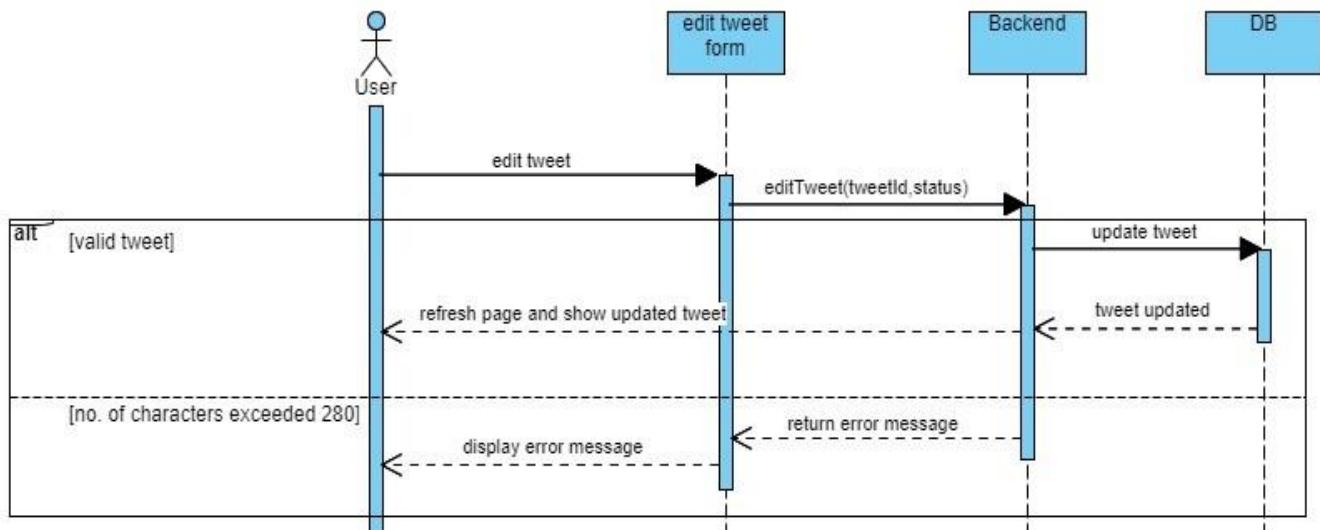 edit tweet
form
Backend
DB
User
edit tweet
editTweet(tweetId,status)
alt
[valid tweet]
update tweet
refresh page and show updated tweet
tweet updated
[no. of characters exceeded 280]
return error message
display error message